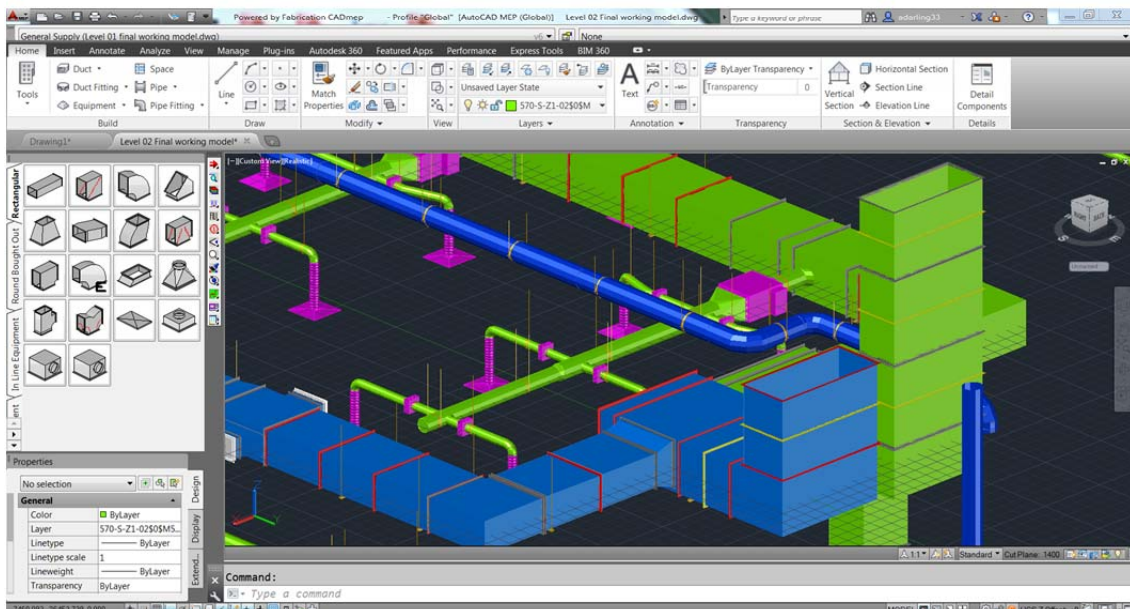 Powered by Fabrication CADmep - Profile "Global" [AutoCAD MEP (Global)] Level 02 Final working model.dwg
Type a keyword or phrase
adarling33
General Supply (Level 01 final working model.dwg)
v6
None
Home Insert Annotate Analyze View Manage Plug-ins Autodesk 360 Featured Apps Performance Express Tools BIM 360
Tools
Duct
Space
Duct Fitting
Pipe
Equipment
Pipe Fitting
Line
Match
Properties
Unsaved Layer State
570-S-Z1-02$0$M
Text
ByLayer Transparency
Transparency 0
Vertical
Section
Horizontal Section
Section Line
Elevation Line
Detail
Components
Build Draw Modify View Layers Annotation Transparency Section & Elevation Details
Drawing1*
Level 02 Final working model*
[−][Custom View][Realistic]
Rectangular
Round Bought Out
In Line Equipment
E
RIGHT
BACK
Unnamed
Z
Properties
No selection
General
Color ByLayer
Layer 570-S-Z1-02$0$M5...
Linetype ByLayer
Linetype scale 1
Lineweight ByLayer
Transparency ByLayer
Design
Display
Extend...
1:1
Standard
Cut Plane: 1400
Command:
Type a command